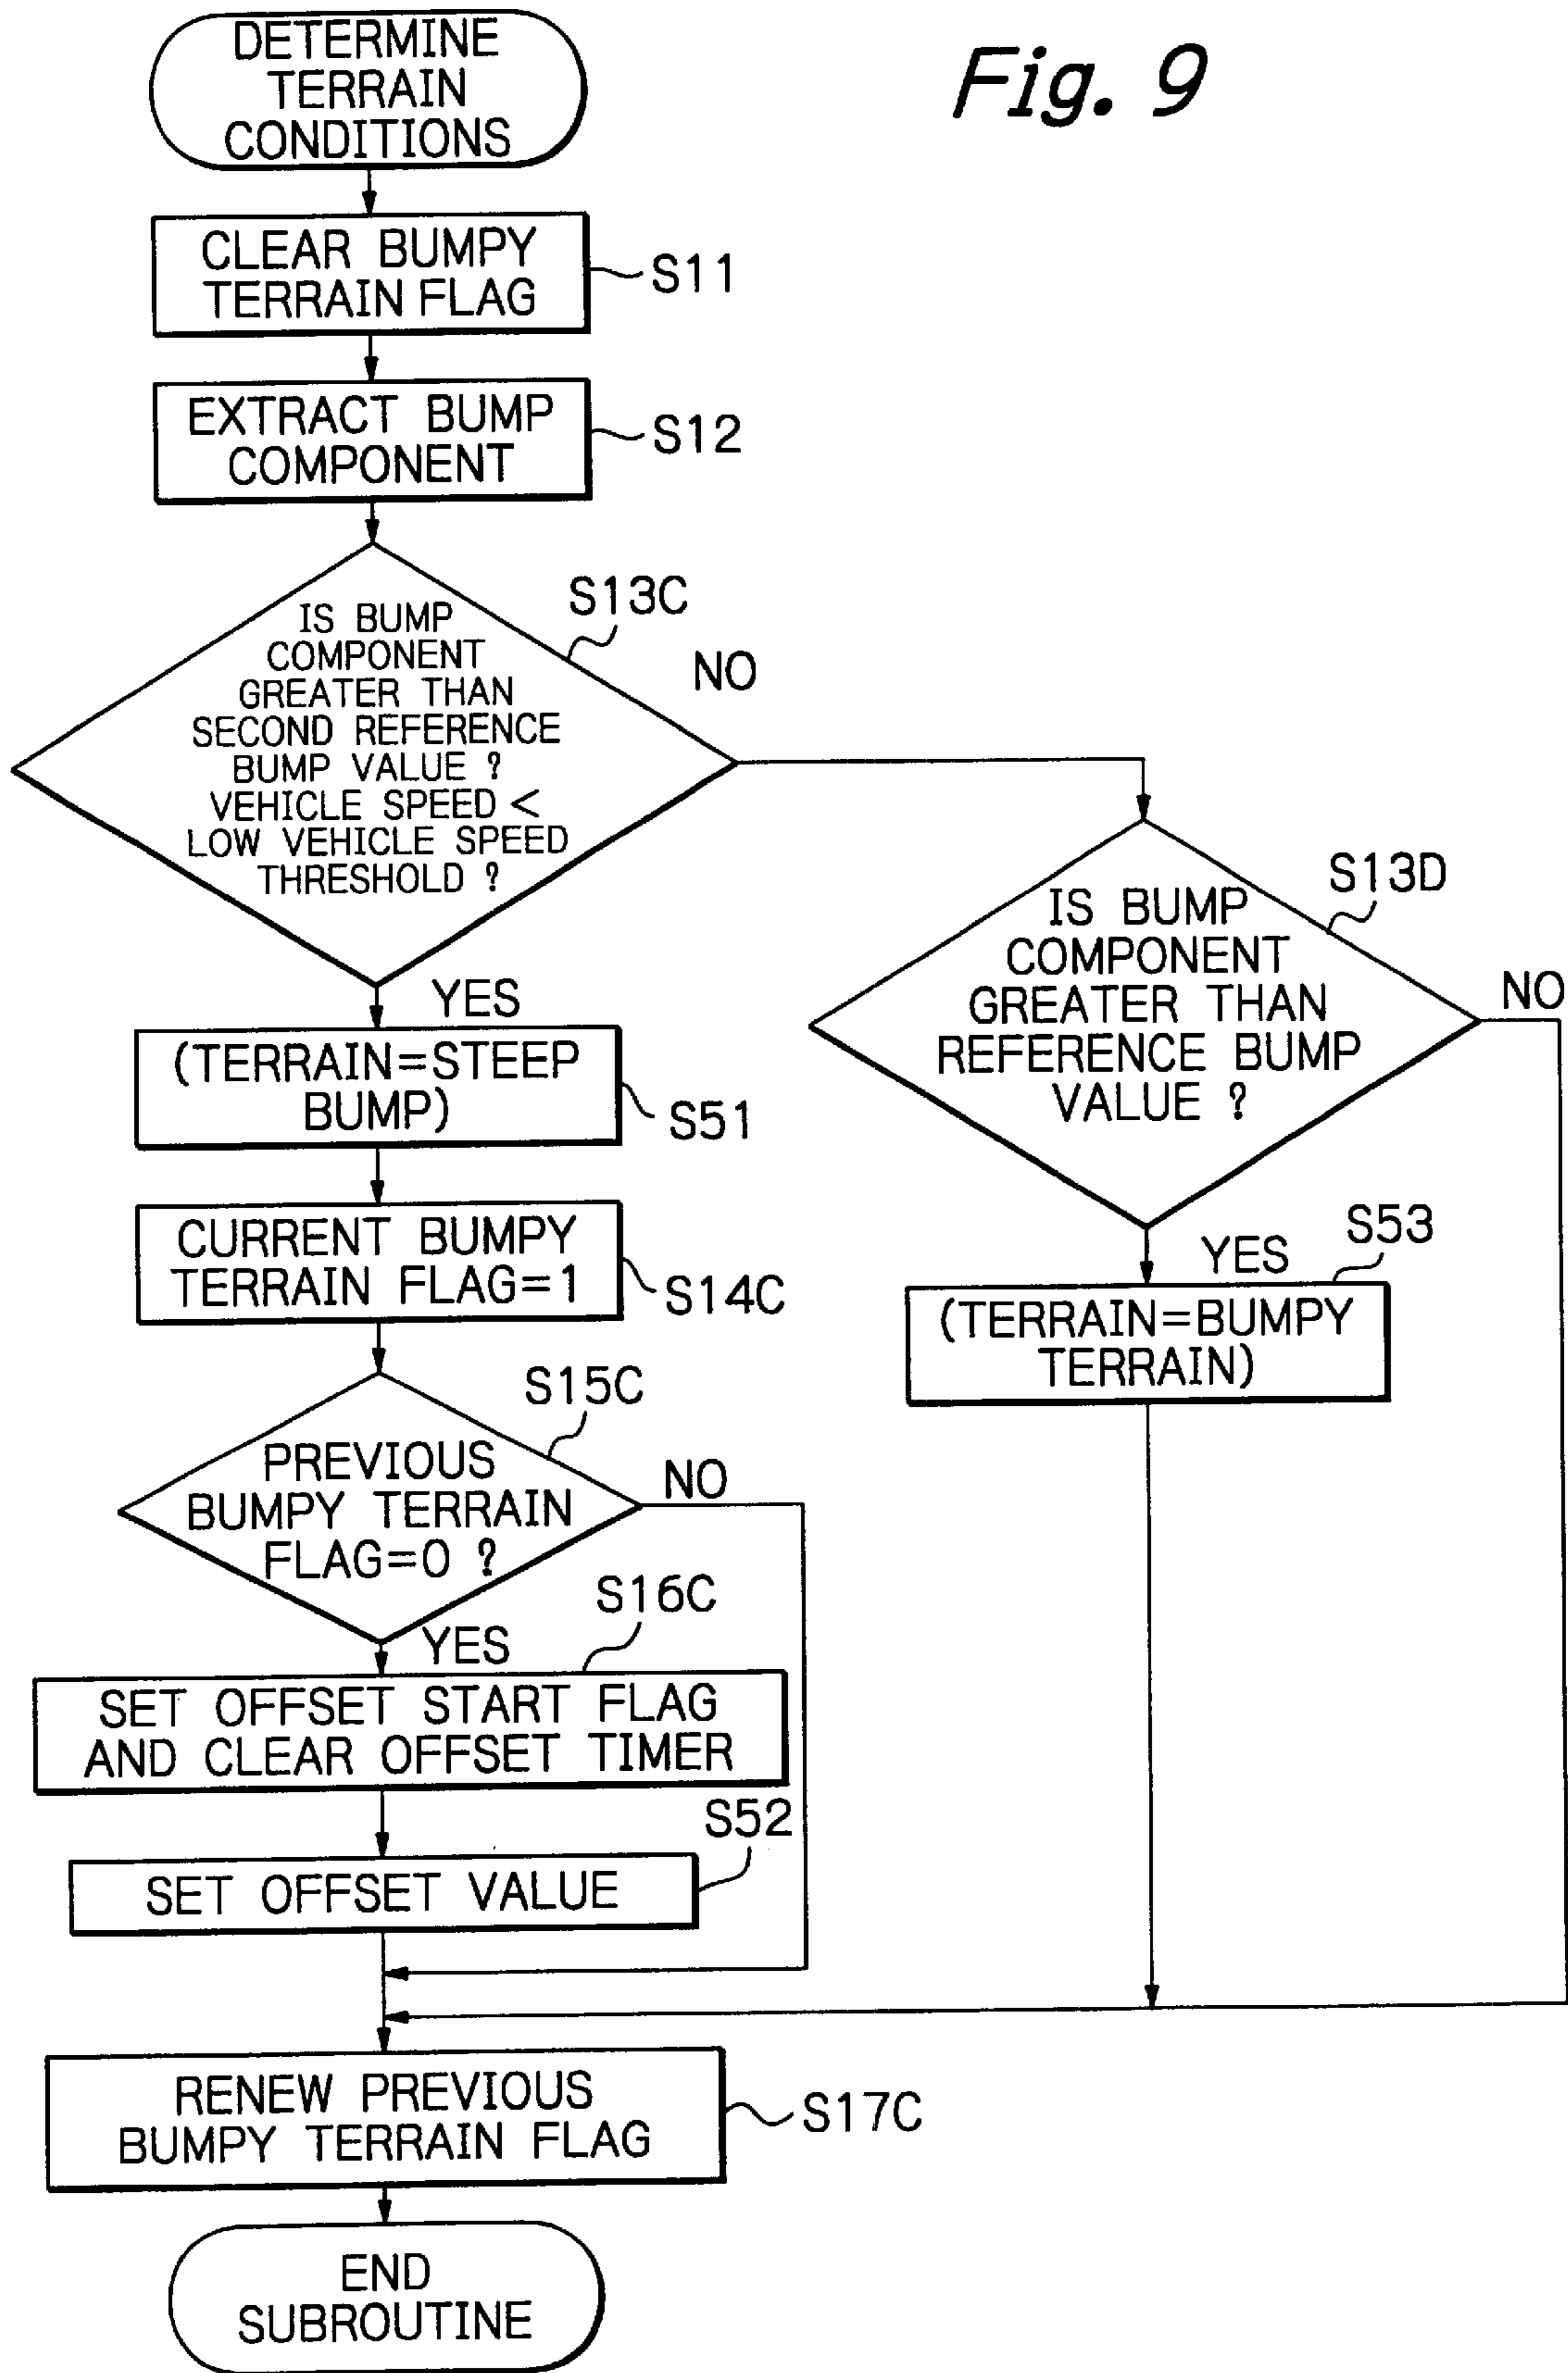 DETERMINE
TERRAIN
CONDITIONS
Fig. 9
CLEAR BUMPY
TERRAIN FLAG
S11
EXTRACT BUMP
COMPONENT
S12
IS BUMP
COMPONENT
GREATER THAN
SECOND REFERENCE
BUMP VALUE ?
VEHICLE SPEED <
LOW VEHICLE SPEED
THRESHOLD ?
S13C
NO
YES
IS BUMP
COMPONENT
GREATER THAN
REFERENCE BUMP
VALUE ?
S13D
NO
YES
(TERRAIN=STEEP
BUMP)
S51
CURRENT BUMPY
TERRAIN FLAG=1
S14C
S53
(TERRAIN=BUMPY
TERRAIN)
S15C
PREVIOUS
BUMPY TERRAIN
FLAG=0 ?
NO
YES
S16C
SET OFFSET START FLAG
AND CLEAR OFFSET TIMER
S52
SET OFFSET VALUE
RENEW PREVIOUS
BUMPY TERRAIN FLAG
S17C
END
SUBROUTINE